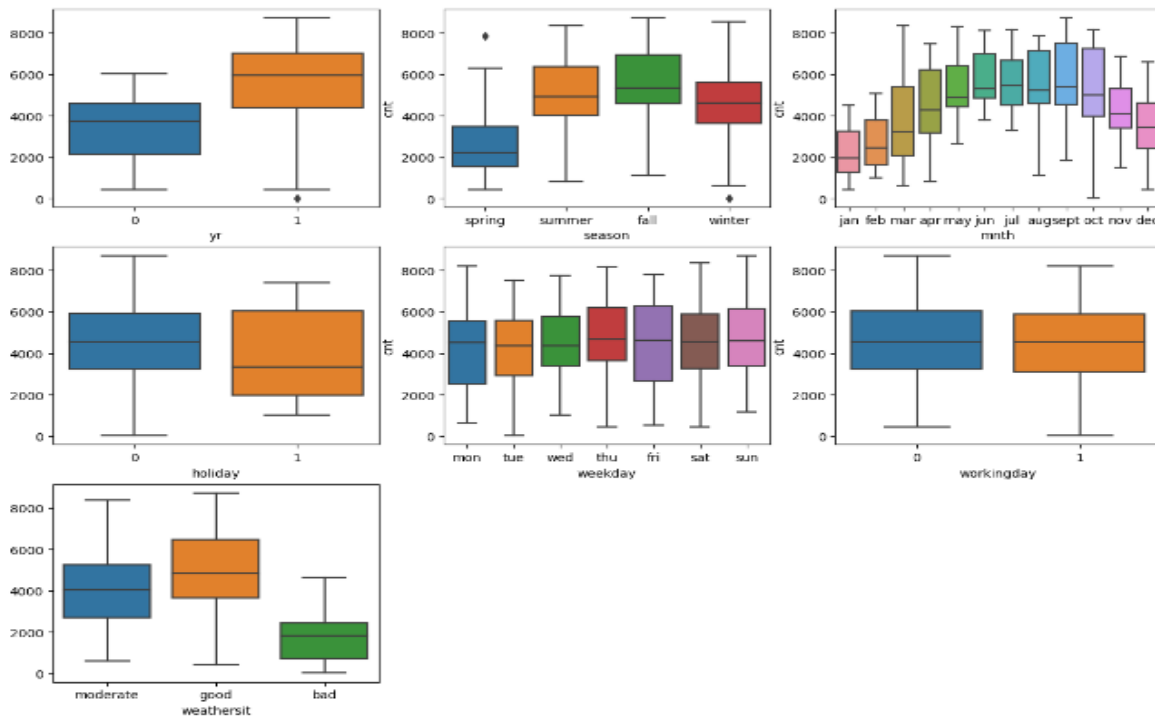 8000
6000
4000
2000
0
0 1
yr
cnt
8000
6000
4000
2000
0
spring summer fall winter
season
cnt
8000
6000
4000
2000
0
jan feb mar apr may jun jul aug sept oct nov dec
mnth
8000
6000
4000
2000
0
0 1
holiday
cnt
8000
6000
4000
2000
0
mon tue wed thu fri sat sun
weekday
cnt
8000
6000
4000
2000
0
0 1
workingday
8000
6000
4000
2000
0
moderate good bad
weathersit